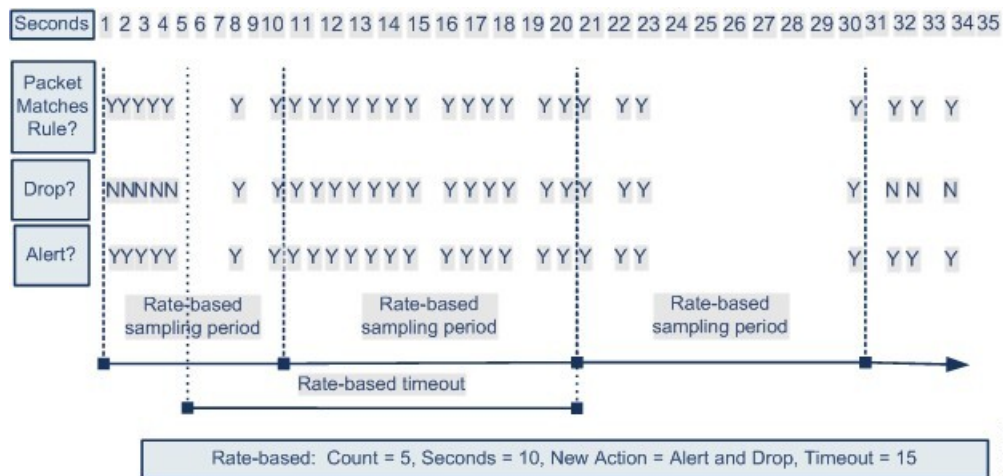 Seconds 1 2 3 4 5 6 7 8 9 10 11 12 13 14 15 16 17 18 19 20 21 22 23 24 25 26 27 28 29 30 31 32 33 34 35
Packet
Matches
Rule?
YYYYY Y Y Y Y Y Y Y Y Y Y Y Y Y Y Y Y Y Y Y Y Y Y
Drop?
NNNNN Y Y Y Y Y Y Y Y Y Y Y Y Y Y Y Y Y Y Y N N N
Alert?
YYYYY Y Y Y Y Y Y Y Y Y Y Y Y Y Y Y Y Y Y Y Y Y Y
Rate-based
sampling period
Rate-based
sampling period
Rate-based
sampling period
Rate-based timeout
Rate-based: Count = 5, Seconds = 10, New Action = Alert and Drop, Timeout = 15